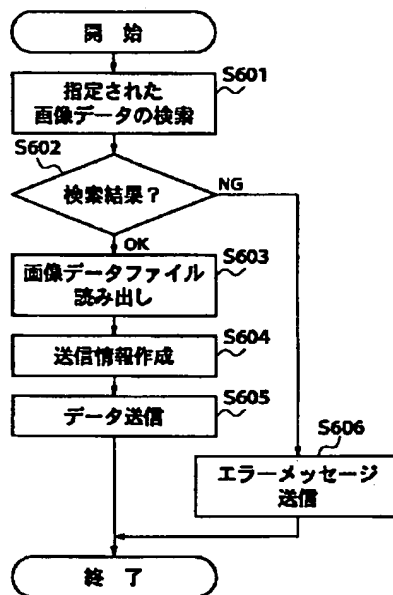 開 始
S601
指定された
画像データの検索
S602
検索結果?
NG
OK
S603
画像データファイル
読み出し
S604
送信情報作成
S605
データ送信
S606
エラーメッセージ
送信
終 了